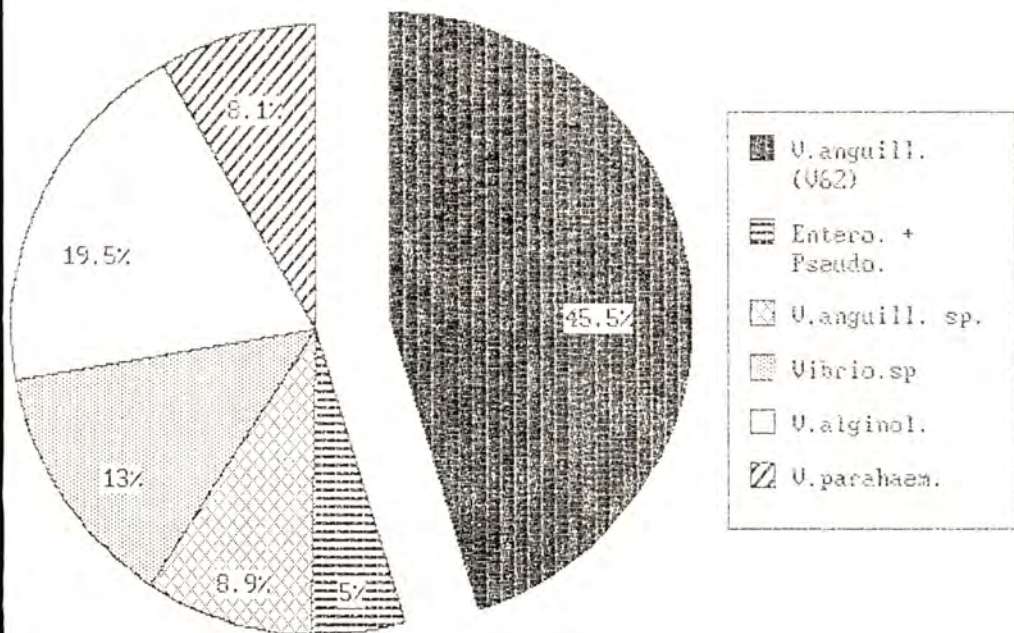 8.1%
19.5%
45.5%
13%
8.9%
5%
V.anguill.
(V62)
Entero. +
Pseudo.
V.anguill. sp.
Vibrio.sp
V.alginol.
V.parahaem.